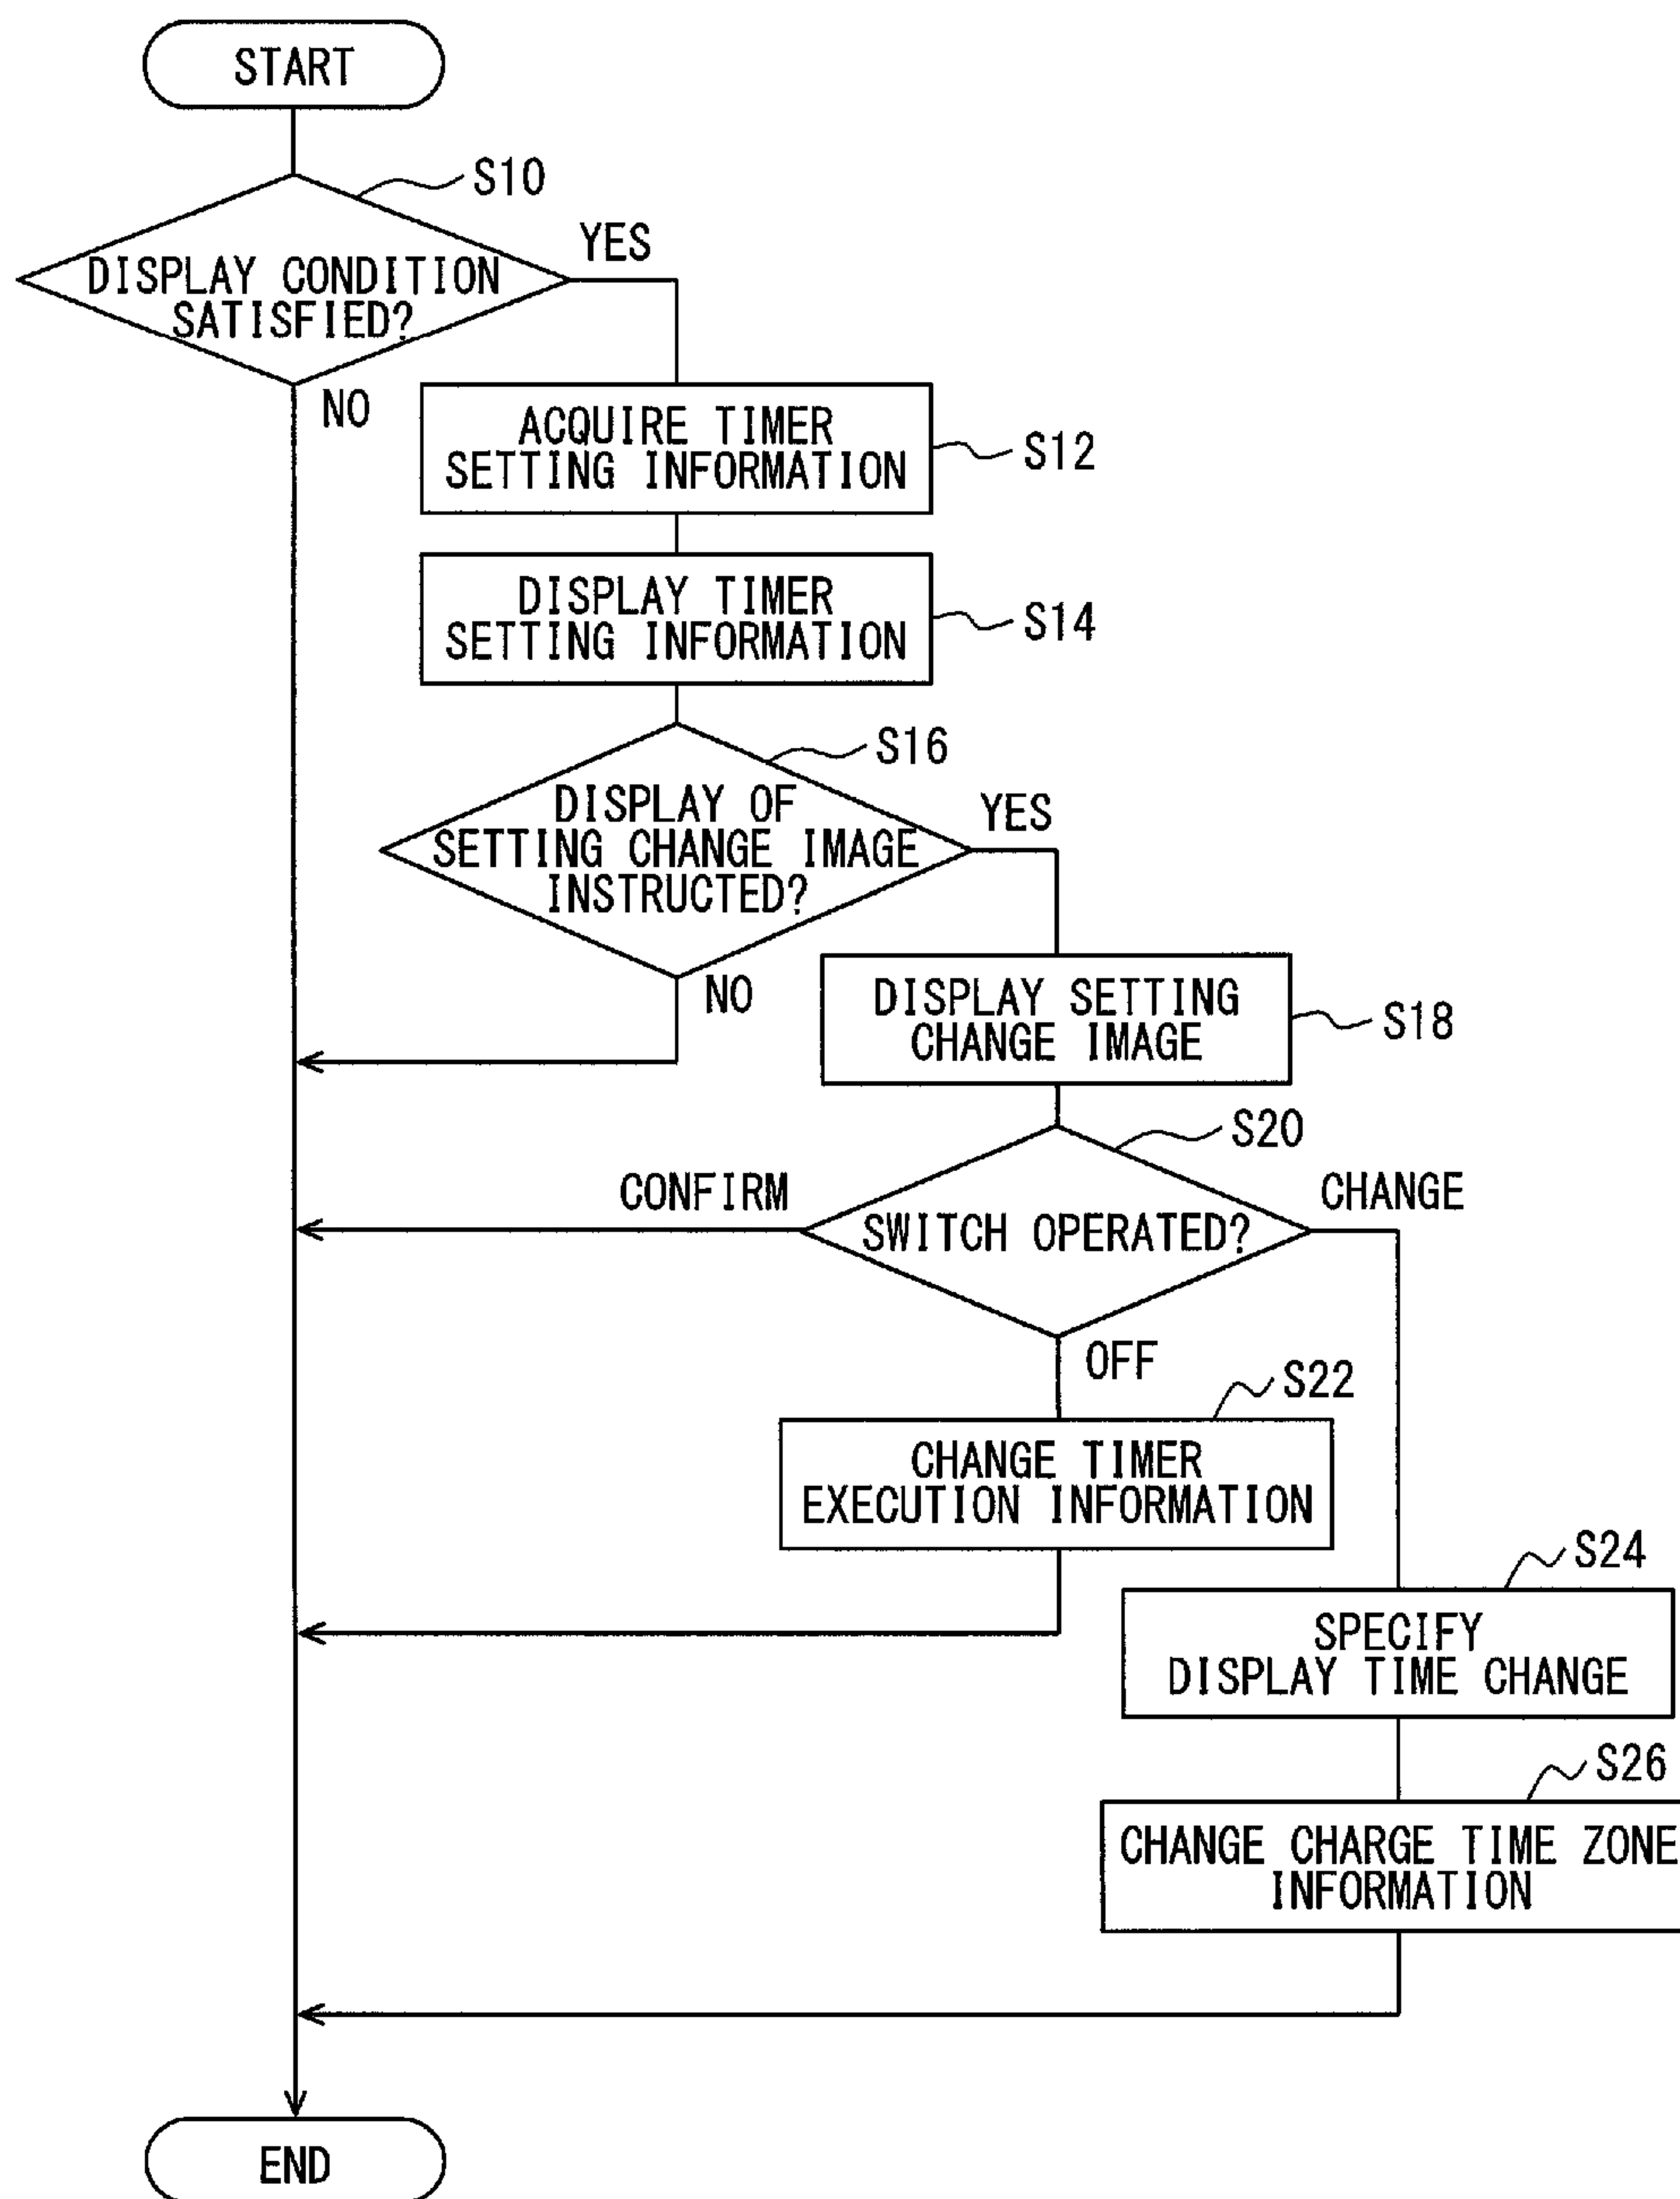 START
S10
YES
DISPLAY CONDITION
SATISFIED?
NO
ACQUIRE TIMER
SETTING INFORMATION
S12
DISPLAY TIMER
SETTING INFORMATION
S14
S16
DISPLAY OF
SETTING CHANGE IMAGE
INSTRUCTED?
YES
NO
DISPLAY SETTING
CHANGE IMAGE
S18
S20
CONFIRM
SWITCH OPERATED?
CHANGE
OFF
S22
CHANGE TIMER
EXECUTION INFORMATION
S24
SPECIFY
DISPLAY TIME CHANGE
S26
CHANGE CHARGE TIME ZONE
INFORMATION
END